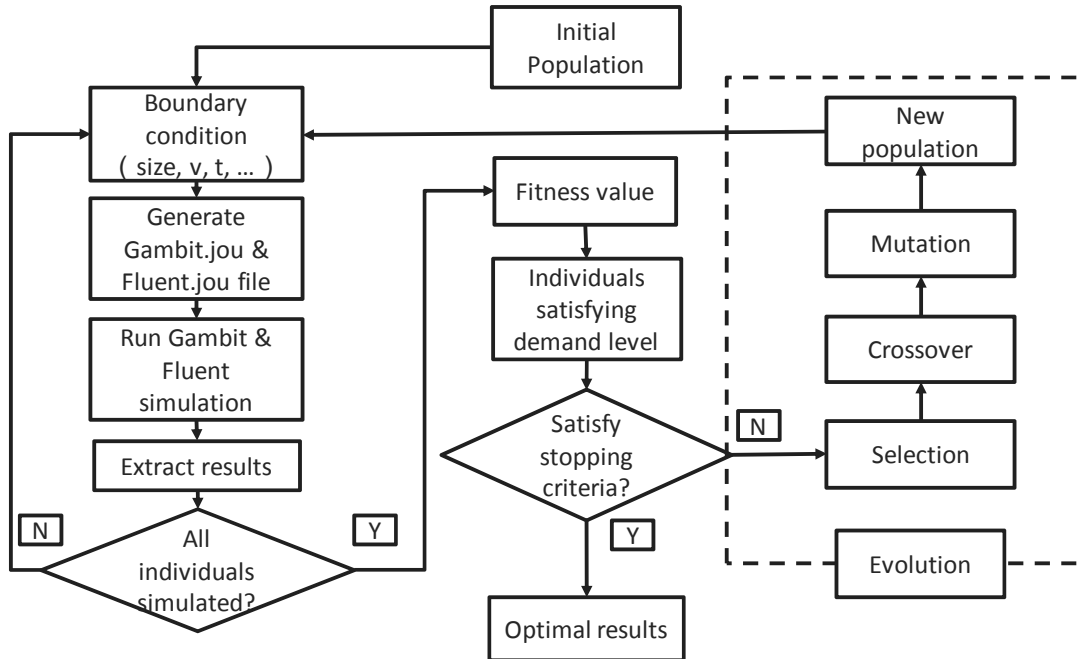 Initial
Population
Boundary
condition
( size, v, t, ... )
Generate
Gambit.jou &
Fluent.jou file
Run Gambit &
Fluent
simulation
Extract results
N
Y
All
individuals
simulated?
Fitness value
Individuals
satisfying
demand level
Satisfy
stopping
criteria?
N
Y
Optimal results
New
population
Mutation
Crossover
Selection
Evolution